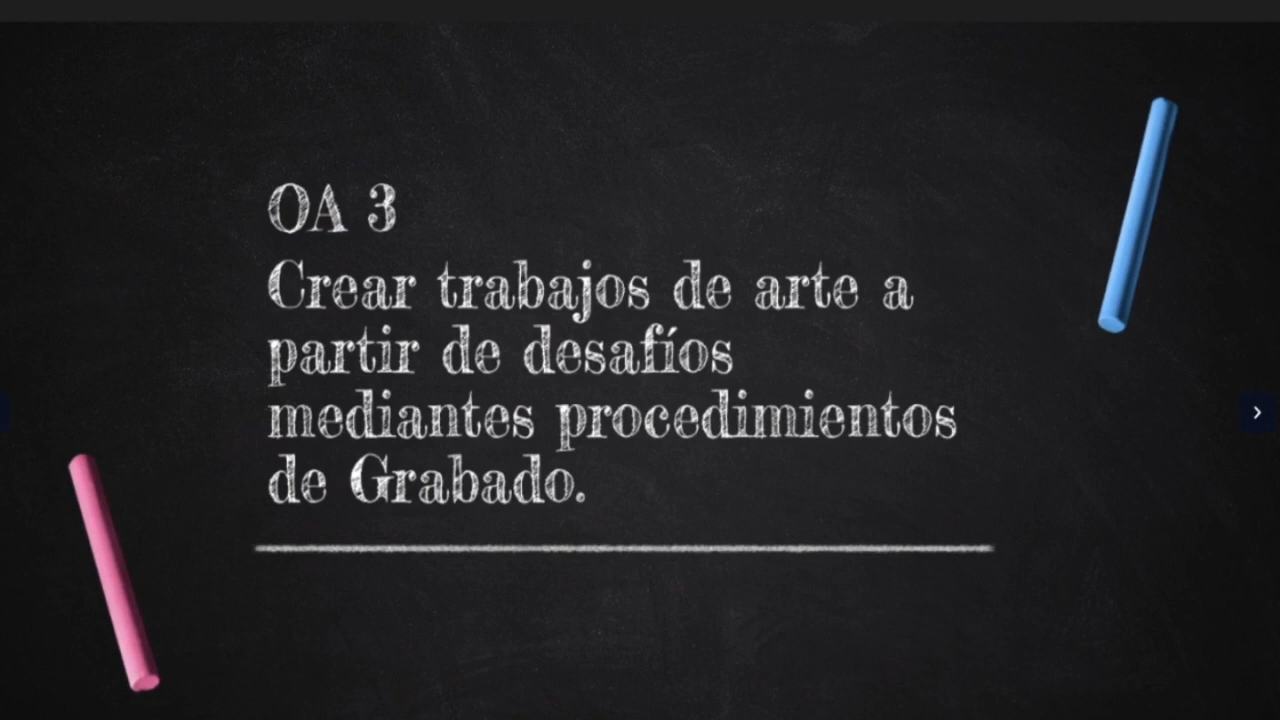 OA 3
Crear trabajos de arte a
partir de desafíos
mediantes procedimientos
de Grabado.